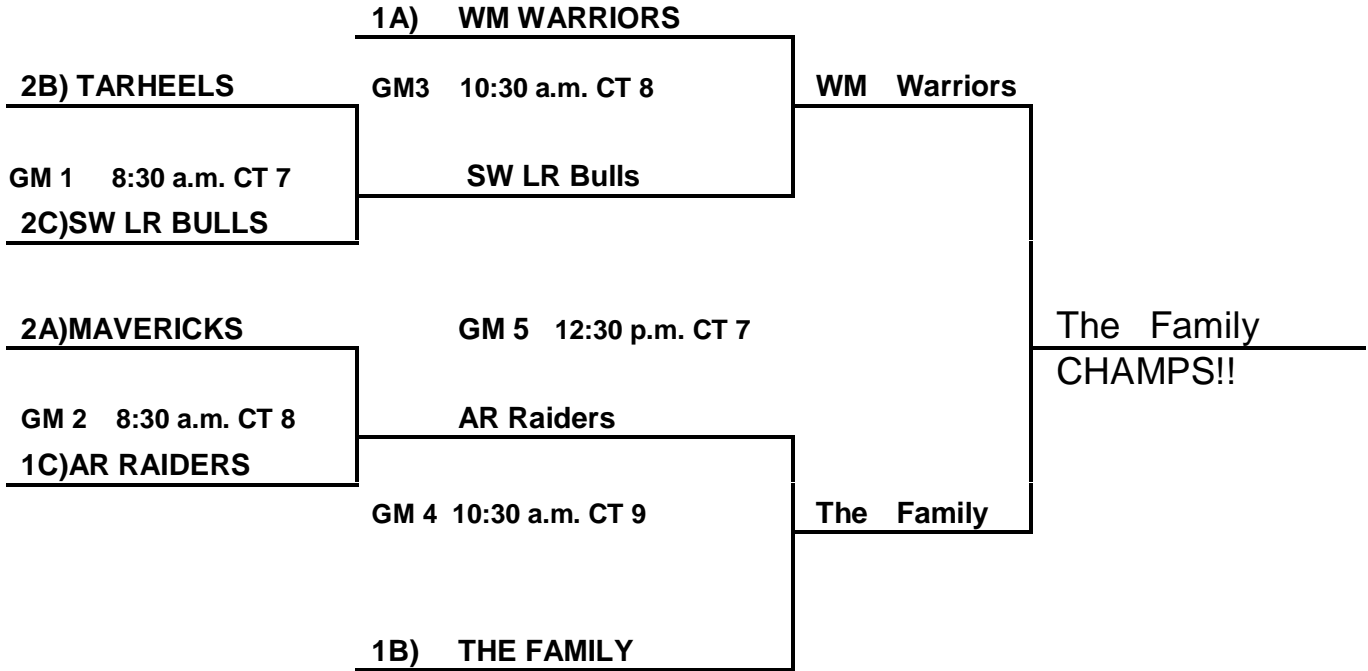 1A) WM WARRIORS
2B) TARHEELS
GM3 10:30 a.m. CT 8
WM Warriors
GM 1 8:30 a.m. CT 7
SW LR Bulls
2C)SW LR BULLS
2A)MAVERICKS
GM 5 12:30 p.m. CT 7
The Family
CHAMPS!!
GM 2 8:30 a.m. CT 8
AR Raiders
1C)AR RAIDERS
GM 4 10:30 a.m. CT 9
The Family
1B) THE FAMILY